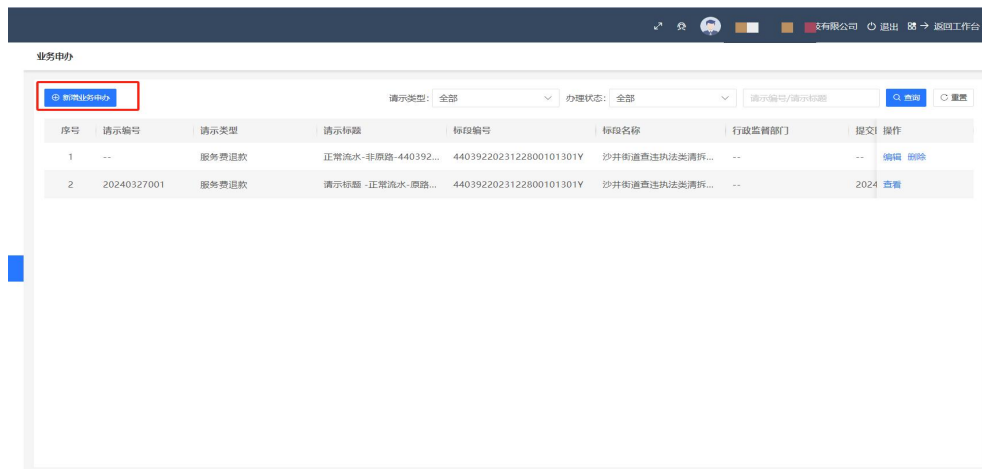 技有限公司 退出 返回工作台
业务申办
新增业务申办 请示类型: 全部 办理状态: 全部 请示编号/请示标题 查询 重置
序号 请示编号 请示类型 请示标题 标段编号 标段名称 行政监督部门 提交 操作
1 -- 服务费退款 正常流水-非原路-440392... 4403922023122800101301Y 沙井街道查违执法类清拆... -- -- 编辑 删除
2 20240327001 服务费退款 请示标题 -正常流水-原路... 4403922023122800101301Y 沙井街道查违执法类清拆... -- 2024 查看